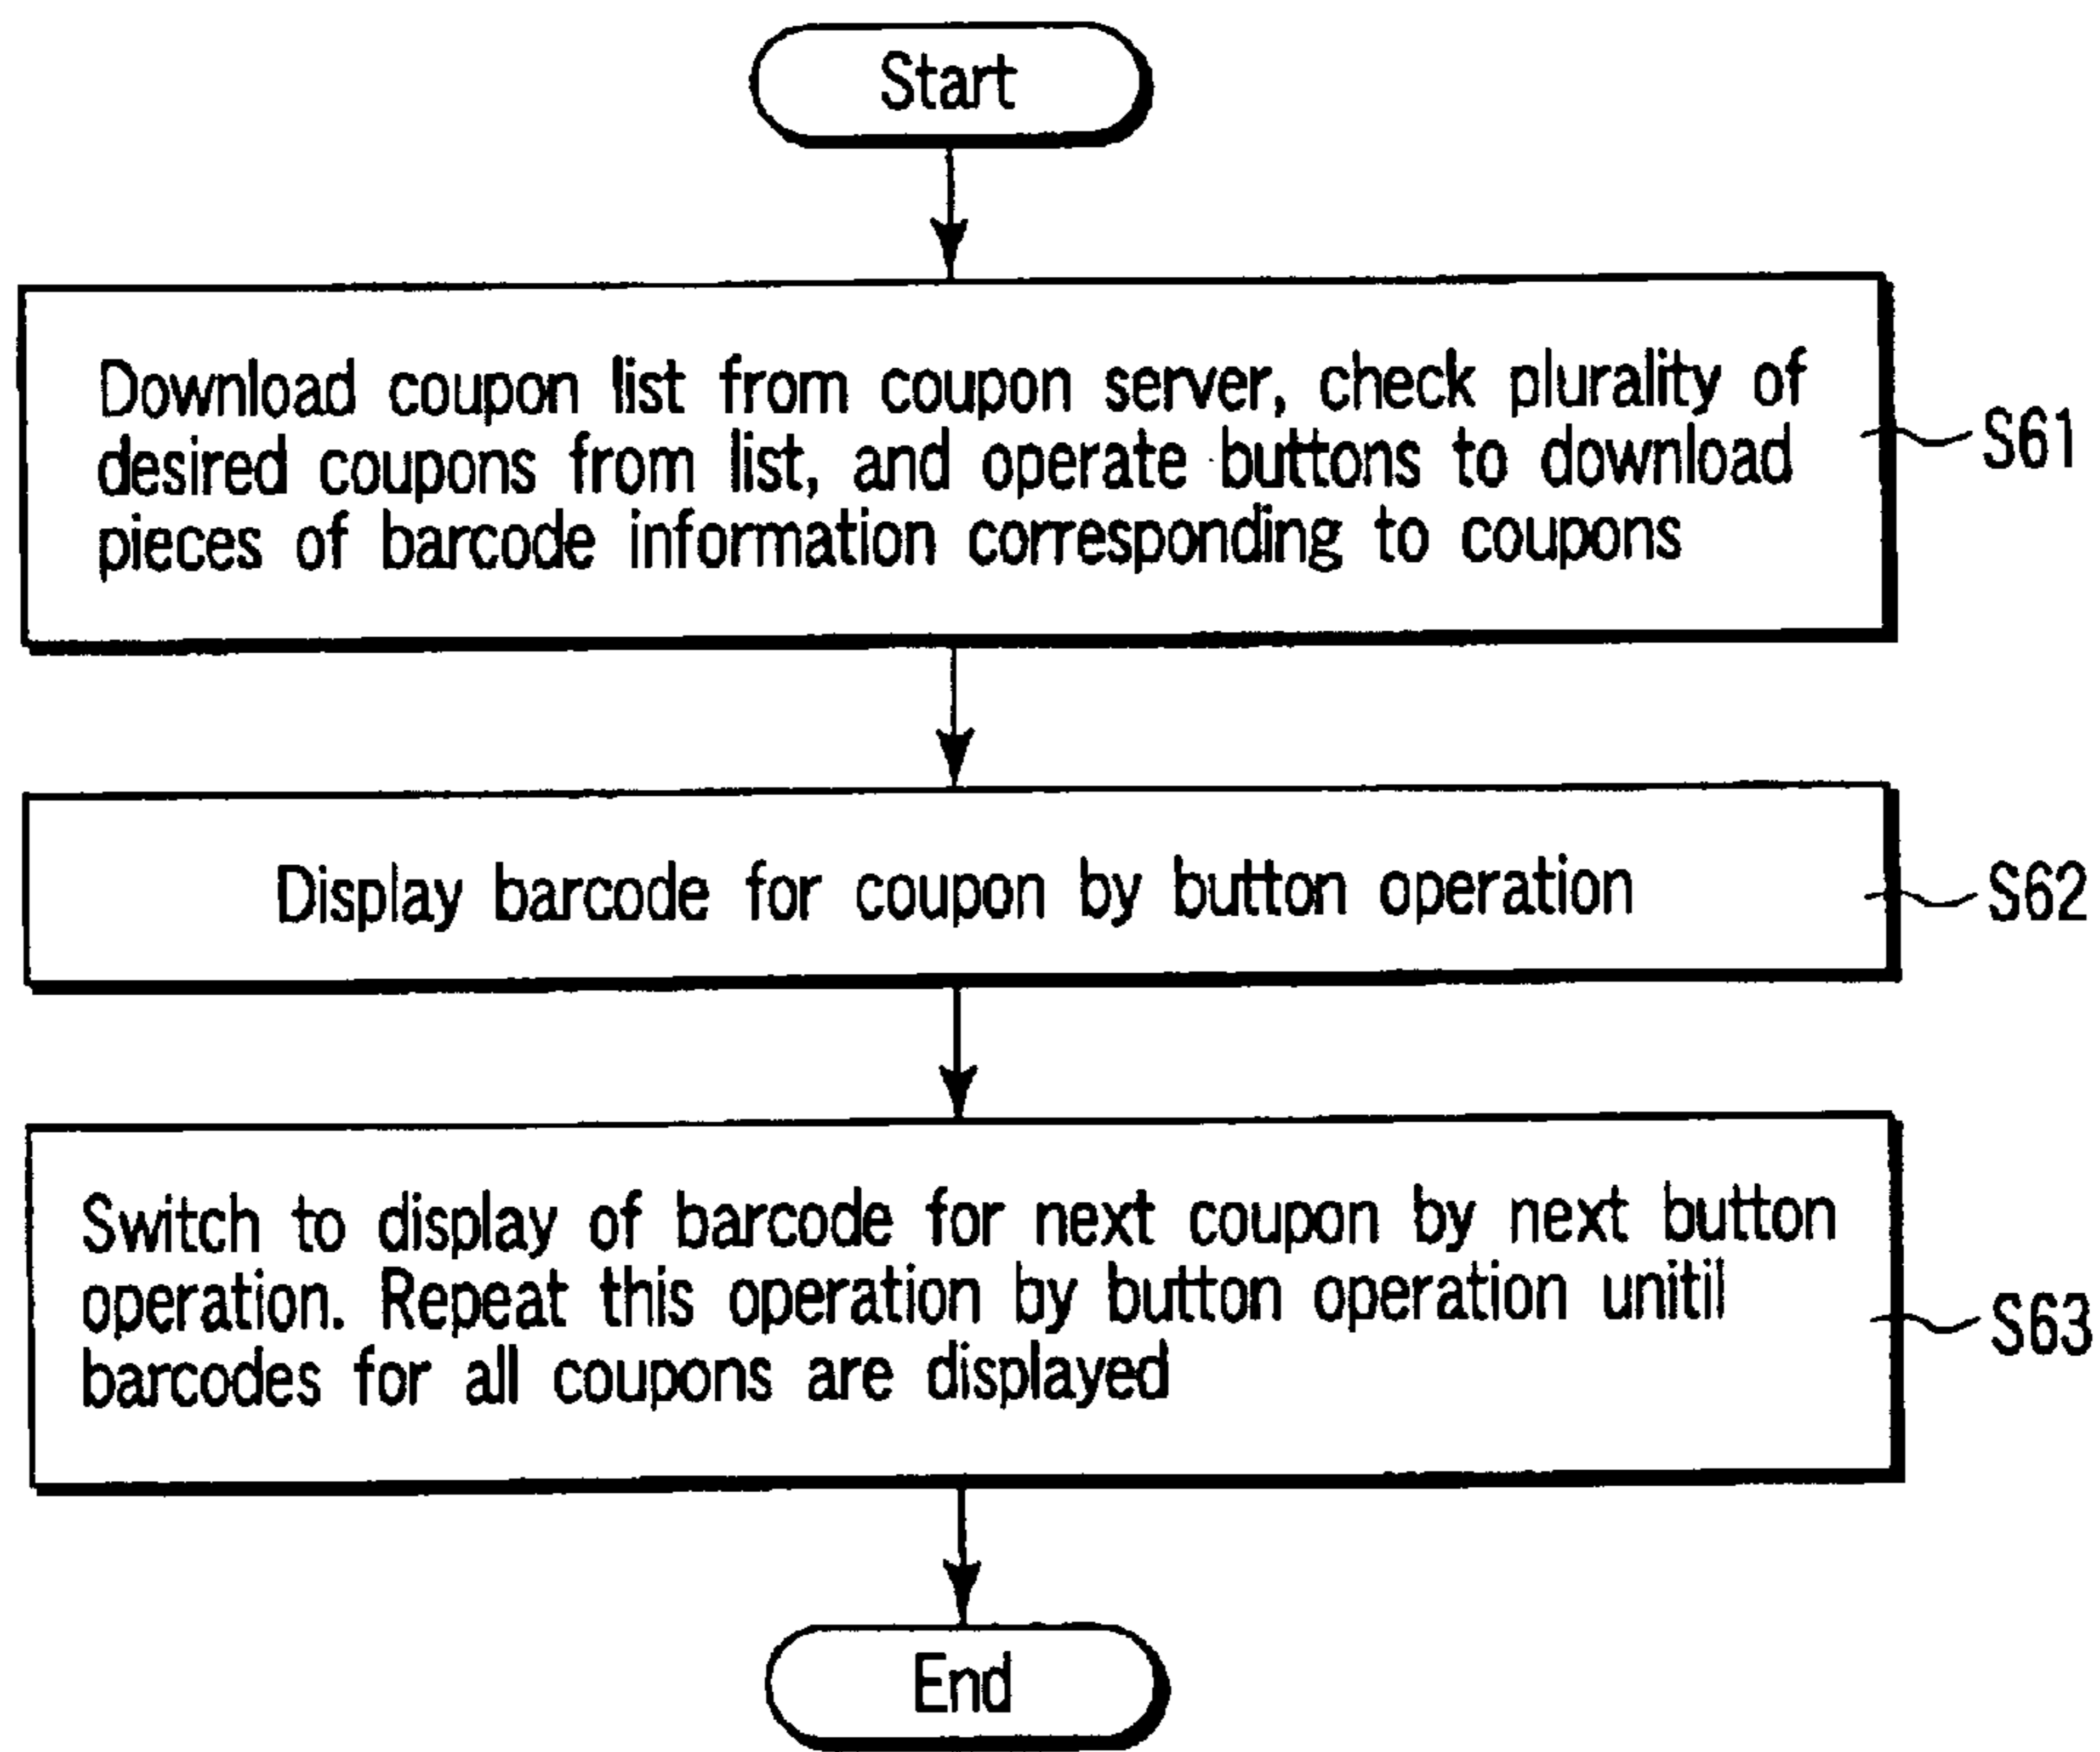 Start
Download coupon list from coupon server, check plurality of
desired coupons from list, and operate buttons to download
pieces of barcode information corresponding to coupons
S61
Display barcode for coupon by button operation
S62
Switch to display of barcode for next coupon by next button
operation. Repeat this operation by button operation unitil
barcodes for all coupons are displayed
S63
End